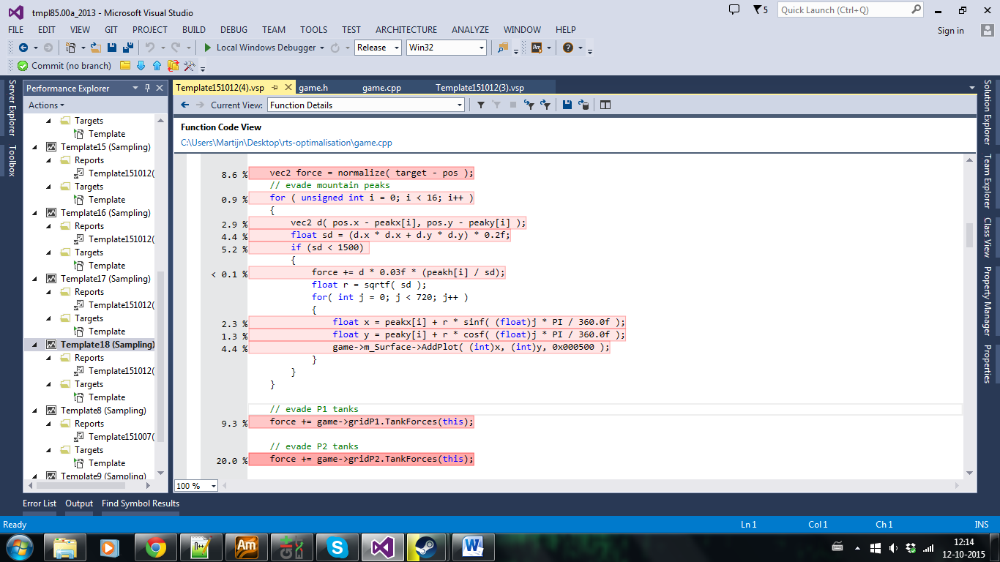 tmpl85.00a_2013 - Microsoft Visual Studio
5
Quick Launch (Ctrl+Q)
FILE EDIT VIEW GIT PROJECT BUILD DEBUG TEAM TOOLS TEST ARCHITECTURE ANALYZE WINDOW HELP
Sign in
Local Windows Debugger Release Win32 Am
Commit (no branch)
Server Explorer
Toolbox
Performance Explorer
Actions
Targets
Template
Template15 (Sampling)
Reports
Template151012(
Targets
Template
Template16 (Sampling)
Reports
Template151012(
Targets
Template
Template17 (Sampling)
Reports
Template151012(
Targets
Template
Template18 (Sampling)
Reports
Template151012(
Targets
Template
Template8 (Sampling)
Reports
Template151007(
Targets
Template
Template9 (Sampling)
Template151012(4).vsp game.h game.cpp Template151012(3).vsp
Current View: Function Details
Function Code View
C:\Users\Martijn\Desktop\rts-optimalisation\game.cpp
8.6 % vec2 force = normalize( target - pos );
// evade mountain peaks
0.9 % for ( unsigned int i = 0; i < 16; i++ )
{
2.9 % vec2 d( pos.x - peakx[i], pos.y - peaky[i] );
4.4 % float sd = (d.x * d.x + d.y * d.y) * 0.2f;
5.2 % if (sd < 1500)
{
< 0.1 % force += d * 0.03f * (peakh[i] / sd);
float r = sqrtf( sd );
for( int j = 0; j < 720; j++ )
{
2.3 % float x = peakx[i] + r * sinf( (float)j * PI / 360.0f );
1.3 % float y = peaky[i] + r * cosf( (float)j * PI / 360.0f );
4.4 % game->m_Surface->AddPlot( (int)x, (int)y, 0x000500 );
}
}
}
// evade P1 tanks
9.3 % force += game->gridP1.TankForces(this);
// evade P2 tanks
20.0 % force += game->gridP2.TankForces(this);
100 %
Solution Explorer
Team Explorer
Class View
Property Manager
Properties
Error List Output Find Symbol Results
Ready Ln 1 Col 1 Ch 1 INS
Am
12:14
12-10-2015